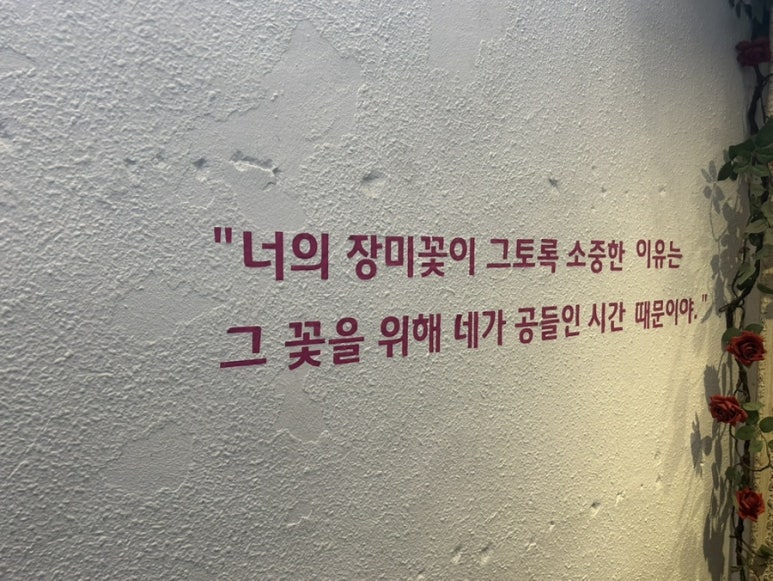 "너의 장미꽃이 그토록 소중한 이유는
그 꽃을 위해 네가 공들인 시간 때문이야."